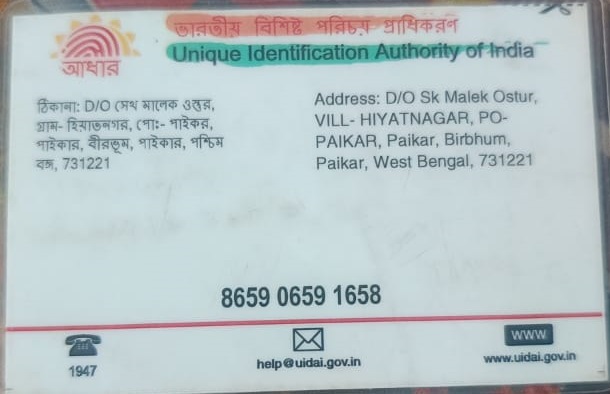 ভারতীয় বিশিষ্ট পরিচয় প্রাধিকরণ
Unique Identification Authority of India
আধার
ঠিকানা: D/O সেখ মালেক ওস্তুর,
গ্রাম- হিয়াতনগর, পো:- পাইকর,
পাইকার, বীরভূম, পাইকার, পশ্চিম
বঙ্গ, 731221
Address: D/O Sk Malek Ostur,
VILL- HIYATNAGAR, PO-
PAIKAR, Paikar, Birbhum,
Paikar, West Bengal, 731221
8659 0659 1658
1947
help@uidai.gov.in
WWW
www.uidai.gov.in